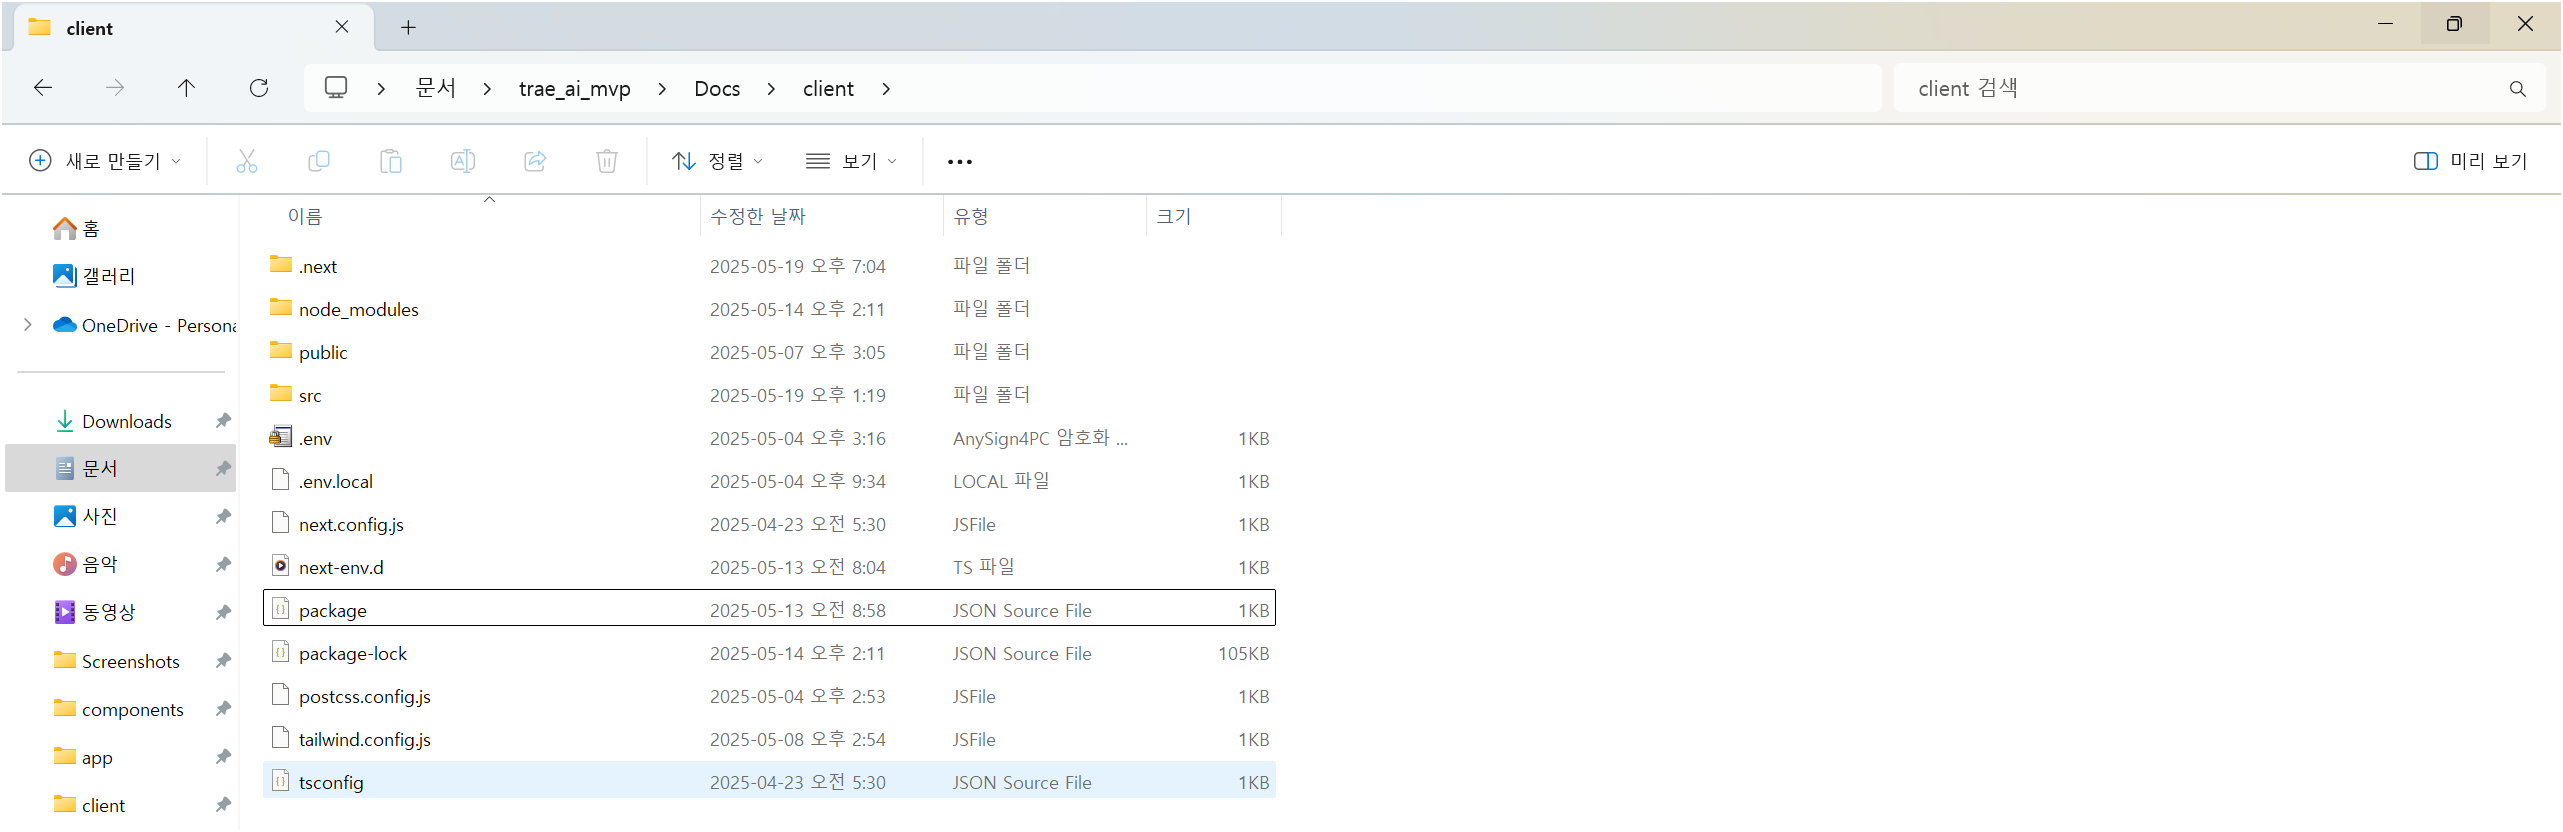 client
문서 trae_ai_mvp Docs client
client 검색
새로 만들기 정렬 보기 미리 보기
이름 수정한 날짜 유형 크기
홈
갤러리
OneDrive - Persona
Downloads
문서
사진
음악
동영상
Screenshots
components
app
client
.next 2025-05-19 오후 7:04 파일 폴더
node_modules 2025-05-14 오후 2:11 파일 폴더
public 2025-05-07 오후 3:05 파일 폴더
src 2025-05-19 오후 1:19 파일 폴더
.env 2025-05-04 오후 3:16 AnySign4PC 암호화 ... 1KB
.env.local 2025-05-04 오후 9:34 LOCAL 파일 1KB
next.config.js 2025-04-23 오전 5:30 JSFile 1KB
next-env.d 2025-05-13 오전 8:04 TS 파일 1KB
package 2025-05-13 오전 8:58 JSON Source File 1KB
package-lock 2025-05-14 오후 2:11 JSON Source File 105KB
postcss.config.js 2025-05-04 오후 2:53 JSFile 1KB
tailwind.config.js 2025-05-08 오후 2:54 JSFile 1KB
tsconfig 2025-04-23 오전 5:30 JSON Source File 1KB